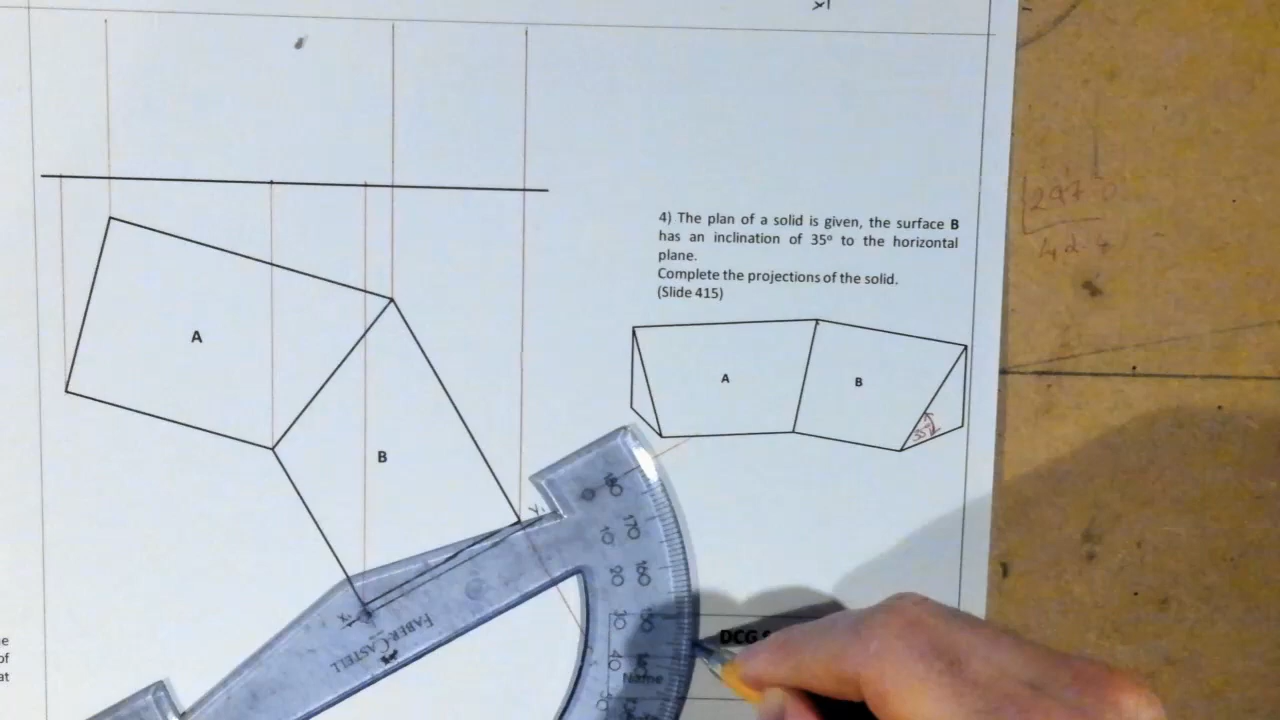 4) The plan of a solid is given, the surface B
has an inclination of 35º to the horizontal
plane.
Complete the projections of the solid.
(Slide 415)
A
B
A
B
35°
FABER CASTELL
0 180
10 170
20 160
30 150
40
DCG
Name